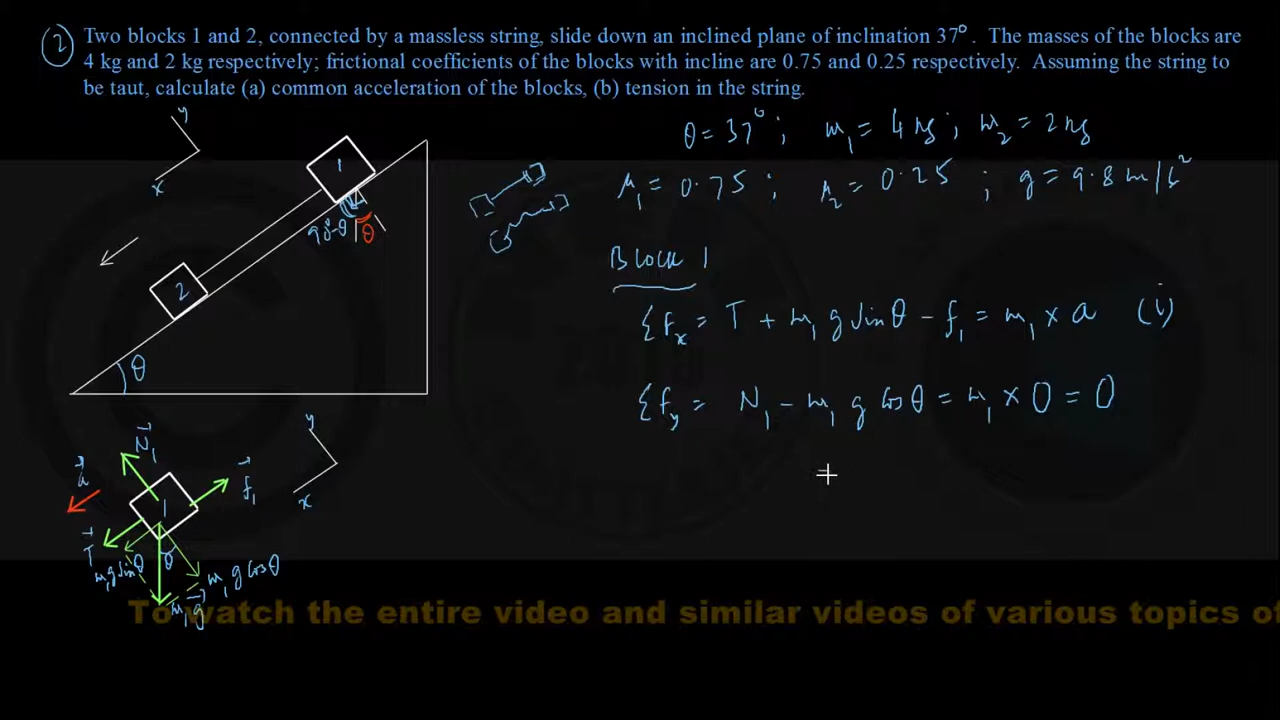 (2) Two blocks 1 and 2, connected by a massless string, slide down an inclined plane of inclination 37°. The masses of the blocks are
4 kg and 2 kg respectively; frictional coefficients of the blocks with incline are 0.75 and 0.25 respectively. Assuming the string to
be taut, calculate (a) common acceleration of the blocks, (b) tension in the string.
θ = 37° ; m₁ = 4 kg ; m₂ = 2 kg
μ₁ = 0.75 ; μ₂ = 0.25 ; g = 9.8 m/s²
y
x
1
90°-θ
θ
2
θ
Block 1
Σfₓ = T + m₁ g sinθ − f₁ = m₁ × a (i)
Σf_y = N₁ − m₁ g cosθ = m₁ × 0 = 0
y
x
N₁
a
f₁
1
T
m₁g sinθ
θ
m₁ g cosθ
m₁g
To watch the entire video and similar videos of various topics of